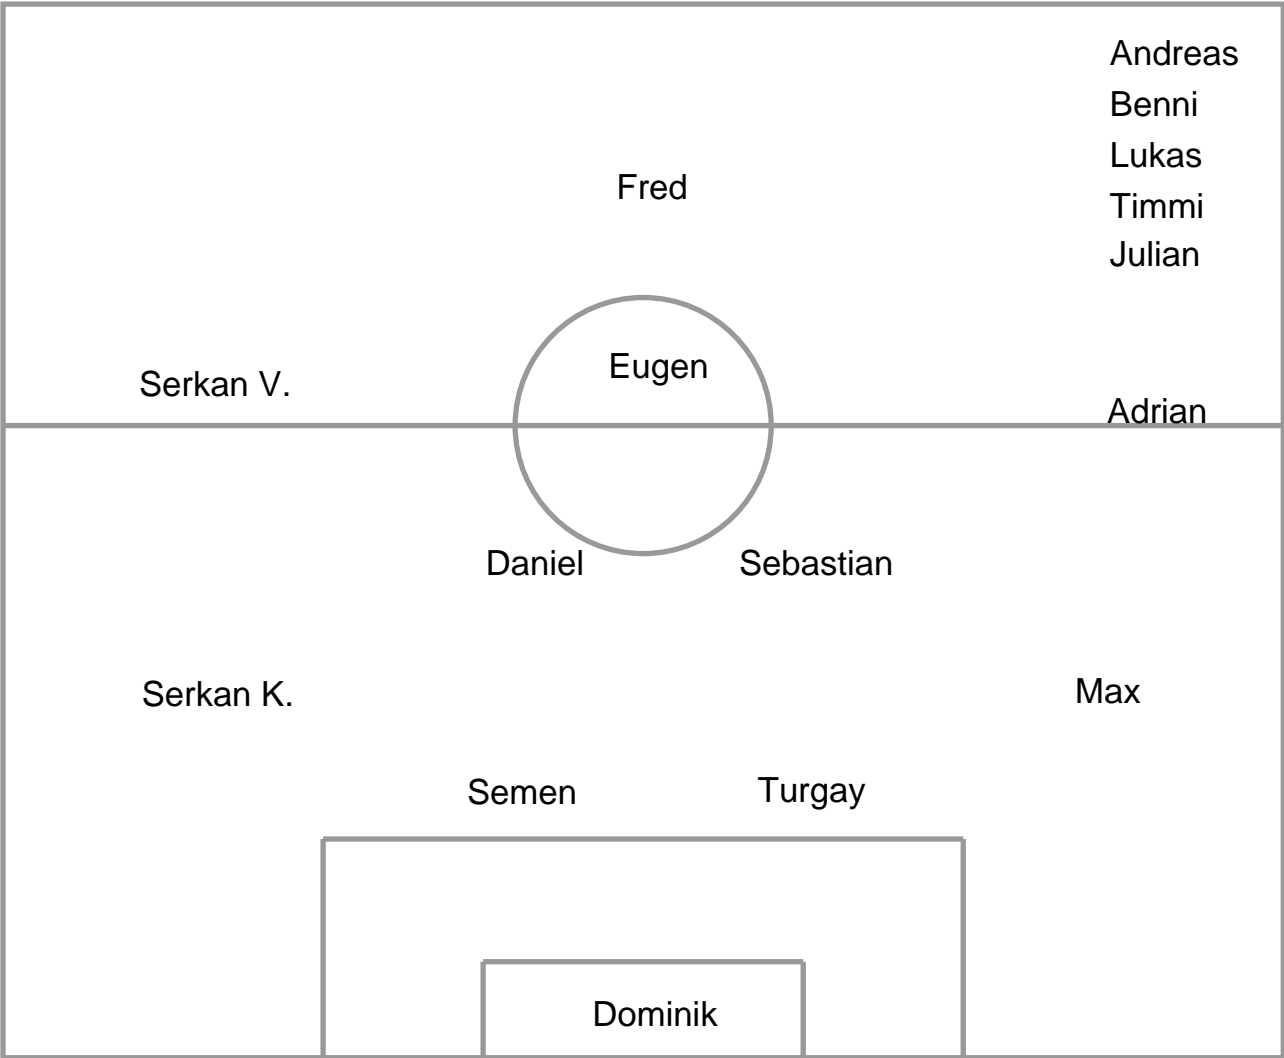 Andreas
Benni
Lukas
Timmi
Julian
Fred
Eugen
Serkan V.
Adrian
Daniel
Sebastian
Serkan K.
Max
Semen
Turgay
Dominik